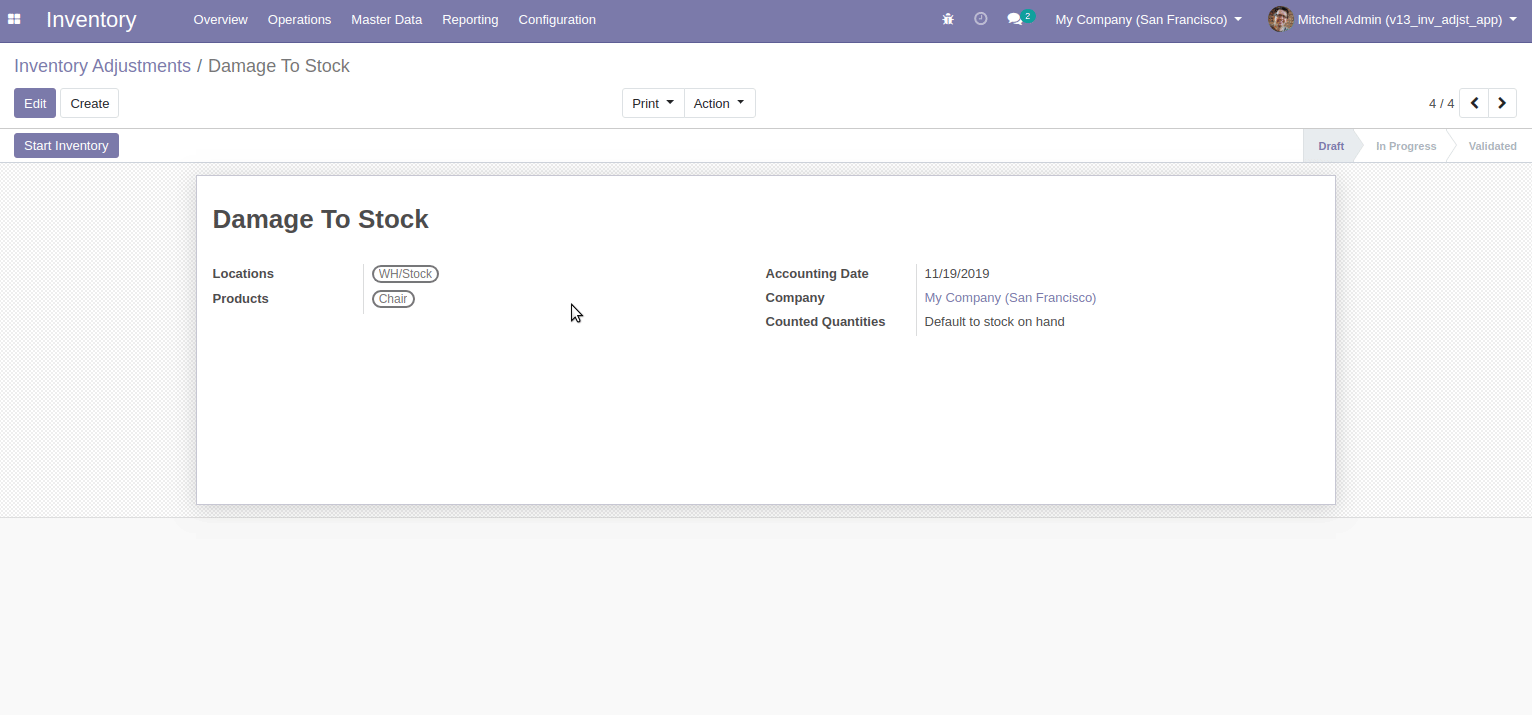 Inventory Overview Operations Master Data Reporting Configuration 2 My Company (San Francisco) Mitchell Admin (v13_inv_adjst_app)
Inventory Adjustments / Damage To Stock
Edit Create Print Action 4 / 4
Start Inventory Draft In Progress Validated
Damage To Stock
Locations WH/Stock Accounting Date 11/19/2019
Products Chair Company My Company (San Francisco)
Counted Quantities Default to stock on hand